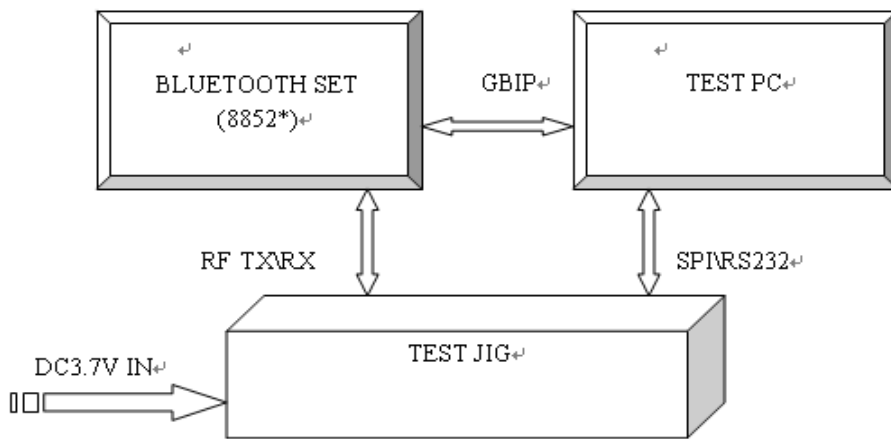 BLUETOOTH SET
(8852*)
GBIP
TEST PC
RF TX\RX
SPI\RS232
TEST JIG
DC3.7V IN